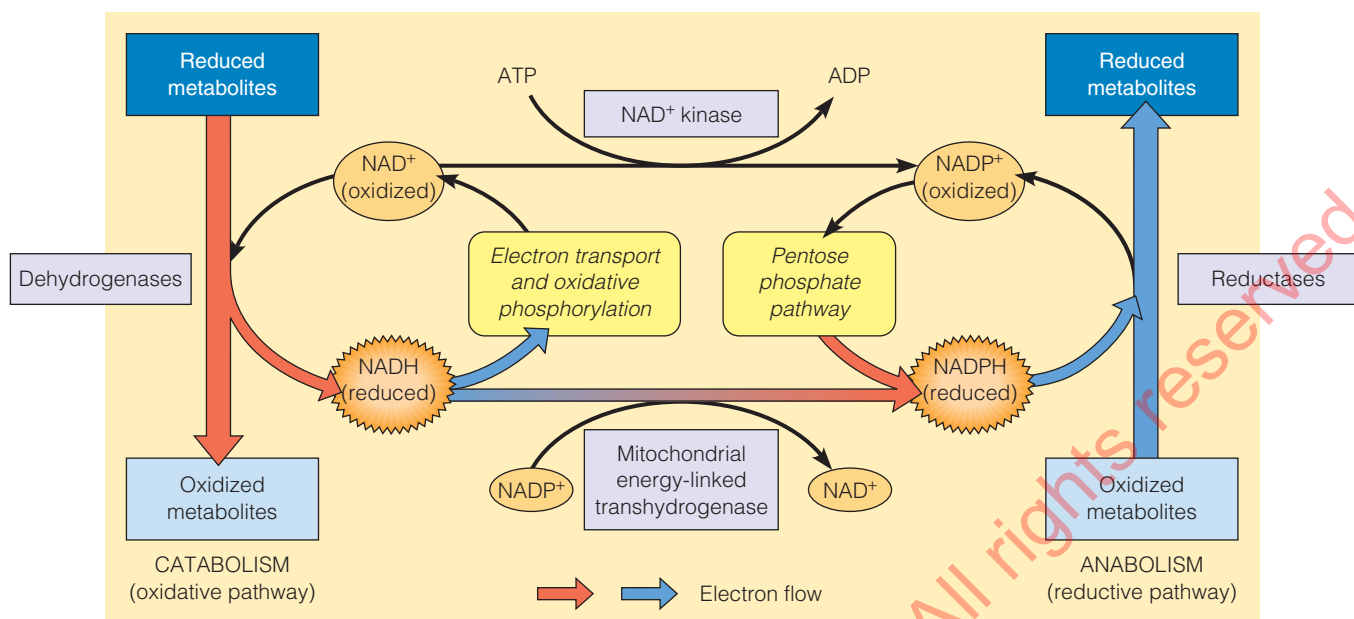 Reduced
metabolites
ATP
ADP
Reduced
metabolites
NAD⁺ kinase
NAD⁺
(oxidized)
NADP⁺
(oxidized)
Dehydrogenases
Electron transport
and oxidative
phosphorylation
Pentose
phosphate
pathway
Reductases
NADH
(reduced)
NADPH
(reduced)
Oxidized
metabolites
NADP⁺
Mitochondrial
energy-linked
transhydrogenase
NAD⁺
Oxidized
metabolites
CATABOLISM
(oxidative pathway)
Electron flow
ANABOLISM
(reductive pathway)
All rights reserved